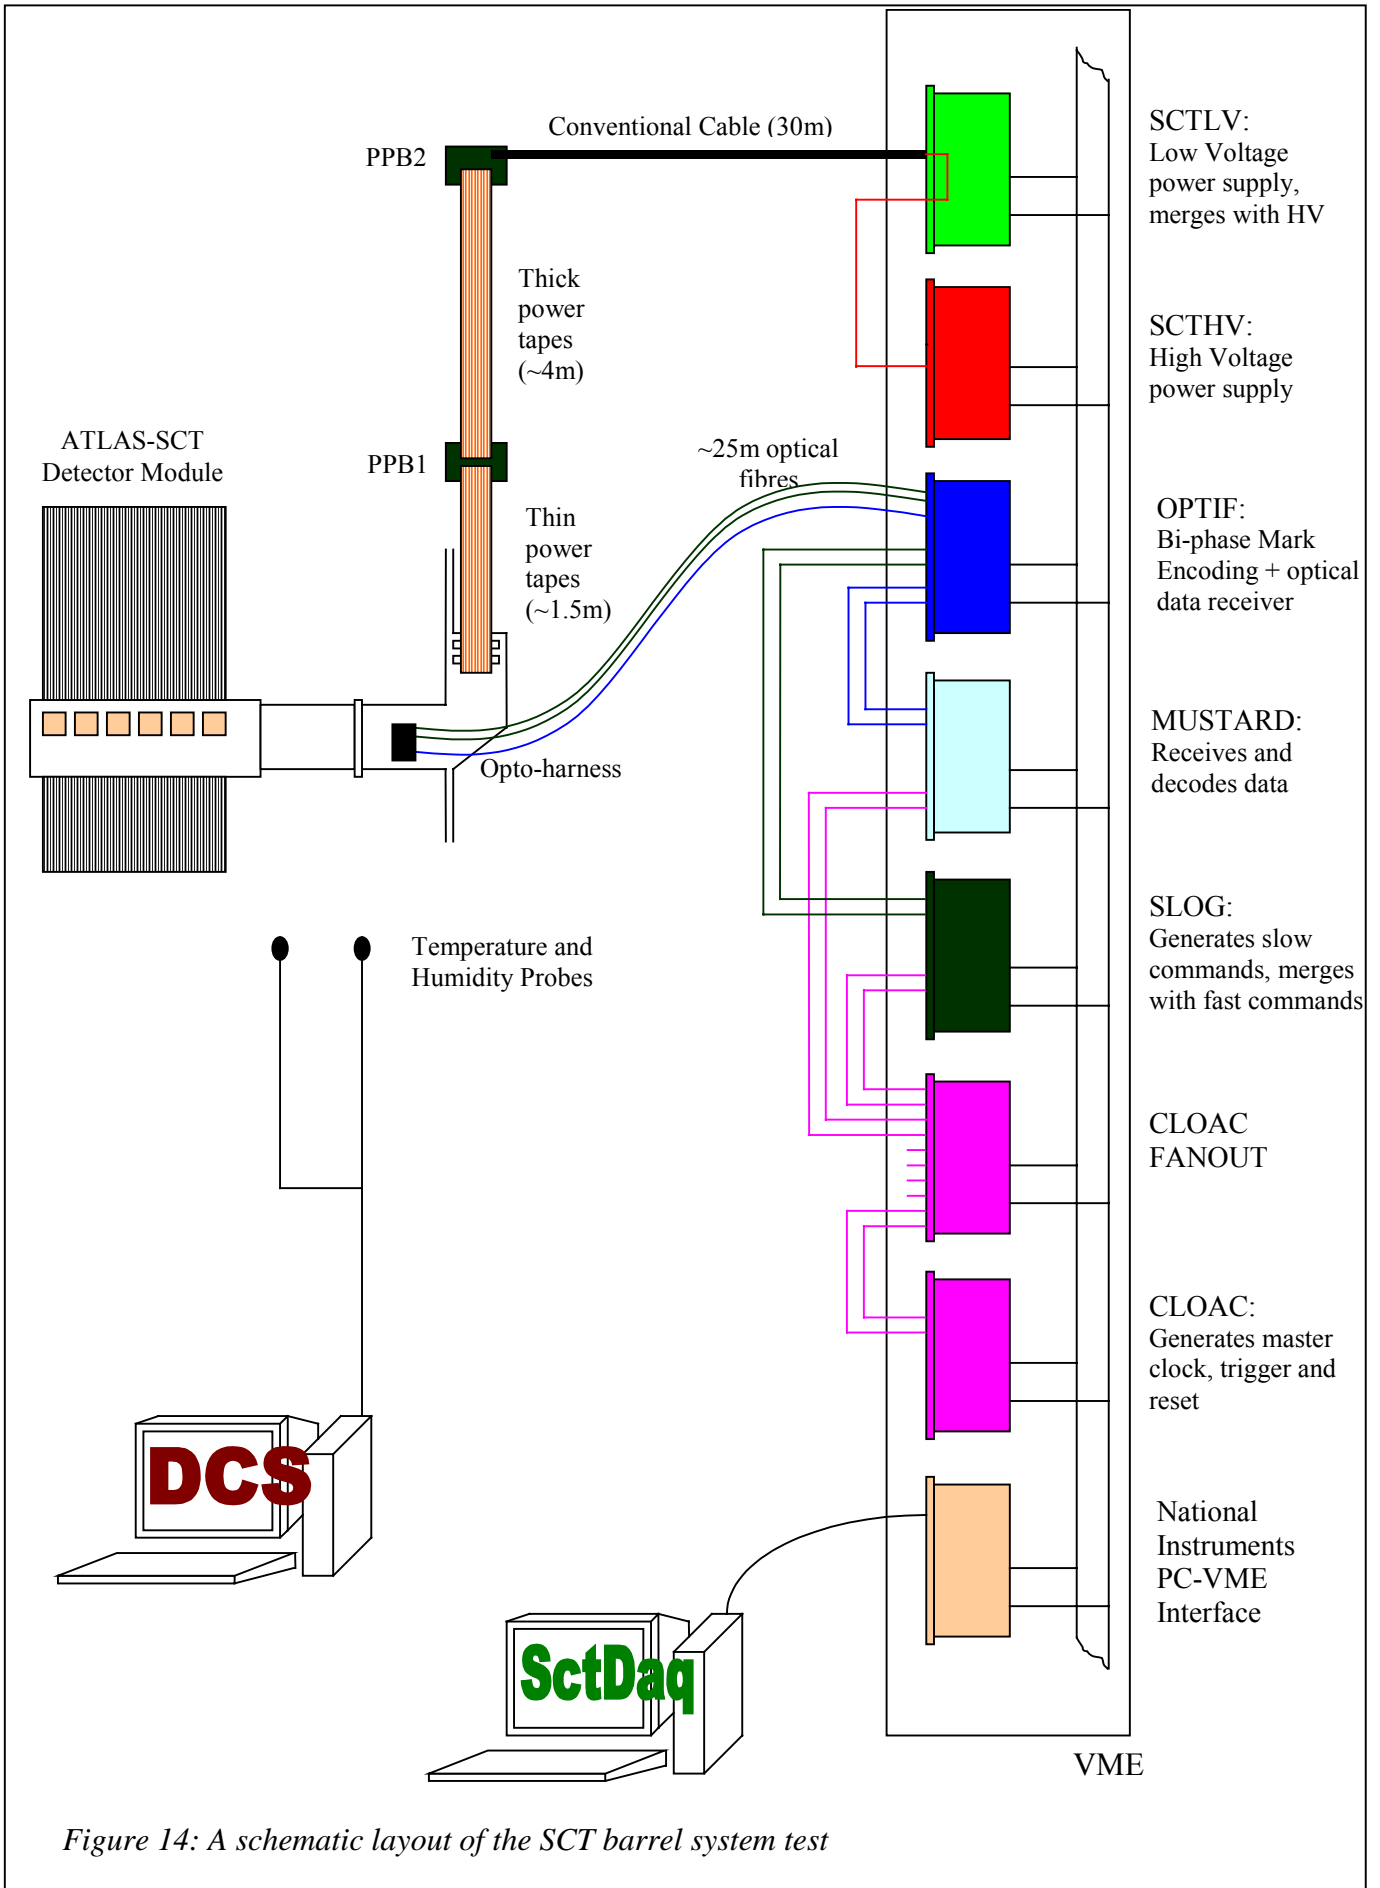 Conventional Cable (30m)
PPB2
SCTLV:
Low Voltage
power supply,
merges with HV
Thick
power
tapes
(~4m)
SCTHV:
High Voltage
power supply
ATLAS-SCT
Detector Module
PPB1
~25m optical
fibres
Thin
power
tapes
(~1.5m)
OPTIF:
Bi-phase Mark
Encoding + optical
data receiver
Opto-harness
MUSTARD:
Receives and
decodes data
SLOG:
Generates slow
commands, merges
with fast commands
Temperature and
Humidity Probes
CLOAC
FANOUT
CLOAC:
Generates master
clock, trigger and
reset
DCS
National
Instruments
PC-VME
Interface
SctDaq
VME
Figure 14: A schematic layout of the SCT barrel system test